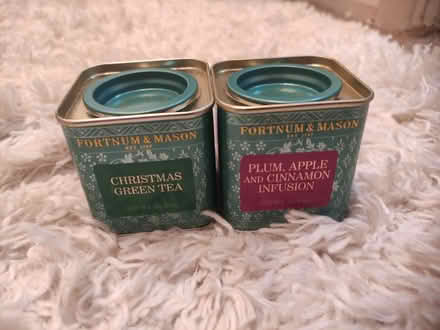 FORTNUM & MASON
EST 1707
CHRISTMAS
GREEN TEA
FORTNUM & MASON
EST 1707
PLUM, APPLE
AND CINNAMON
INFUSION